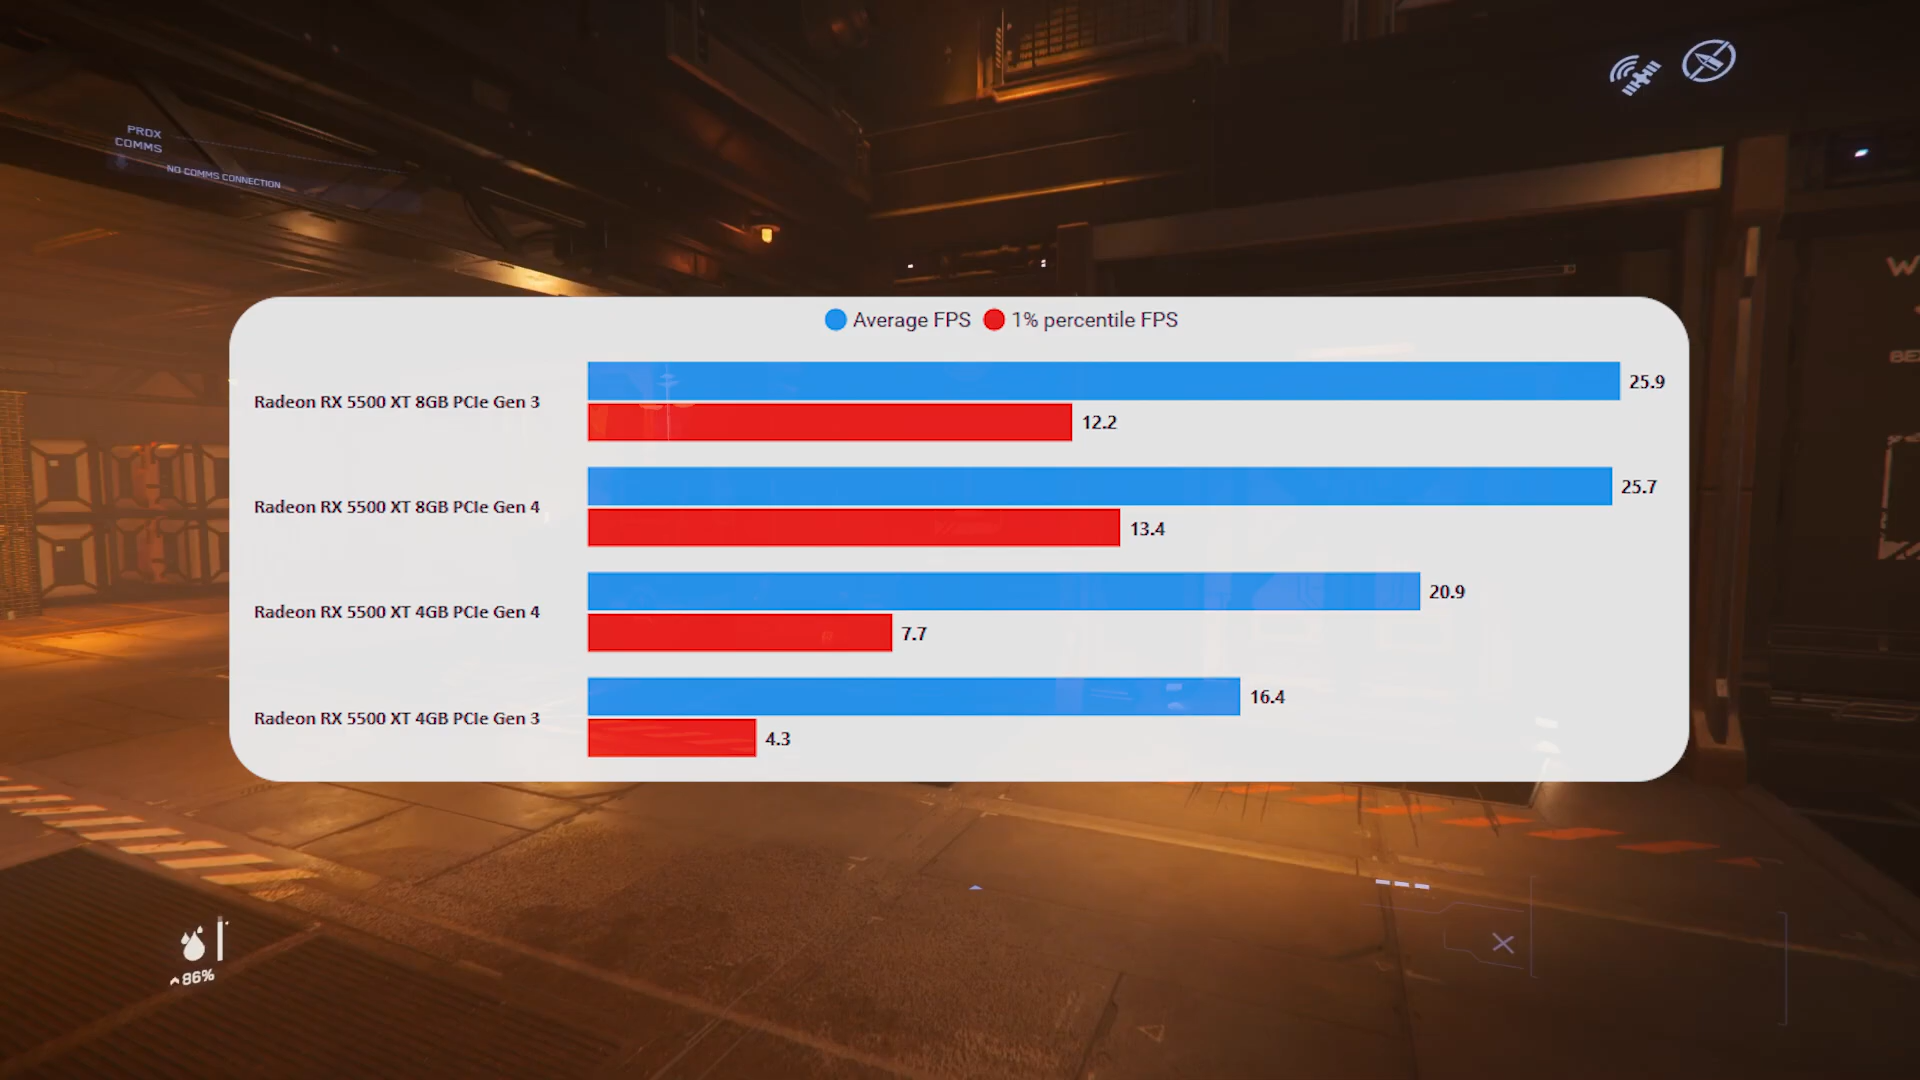 PROX
COMMS
NO COMMS CONNECTION
Average FPS
1% percentile FPS
Radeon RX 5500 XT 8GB PCIe Gen 3
25.9
12.2
Radeon RX 5500 XT 8GB PCIe Gen 4
25.7
13.4
Radeon RX 5500 XT 4GB PCIe Gen 4
20.9
7.7
Radeon RX 5500 XT 4GB PCIe Gen 3
16.4
4.3
86%